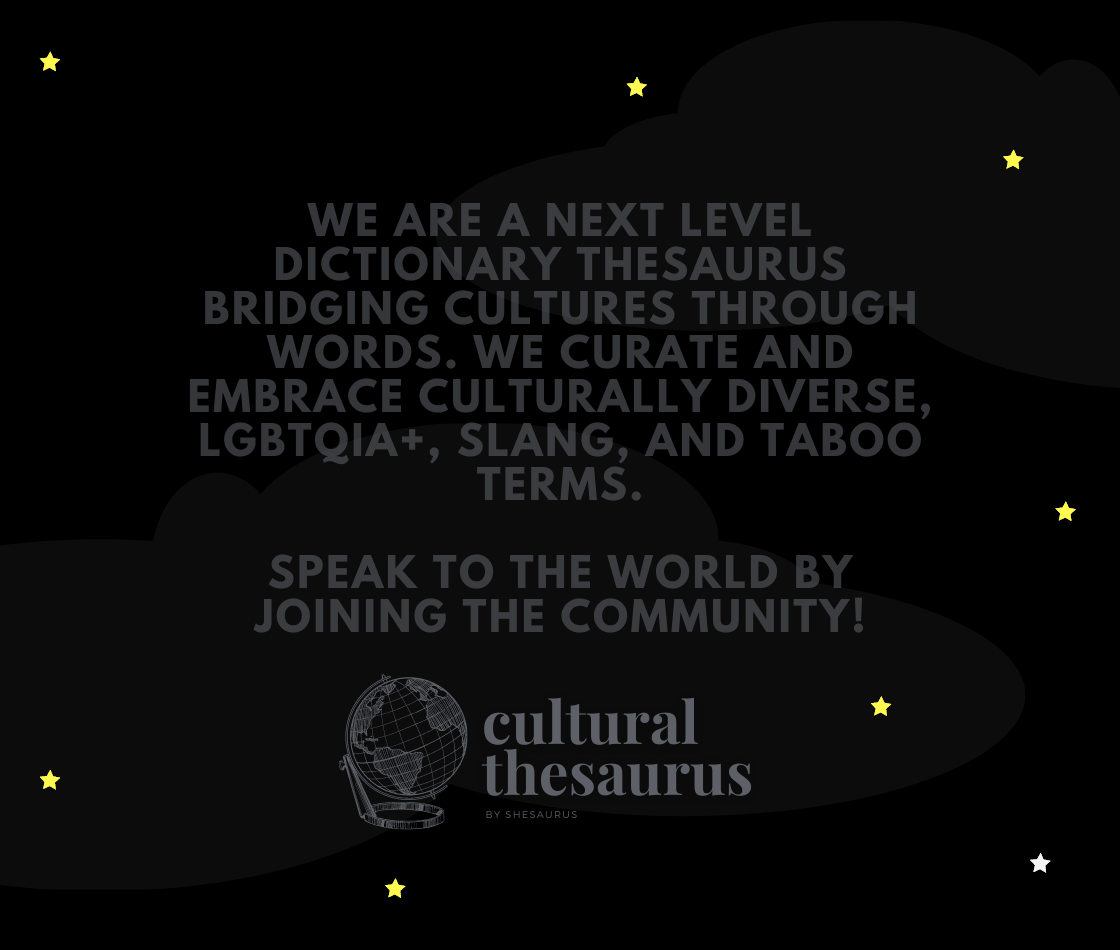 WE ARE A NEXT LEVEL
DICTIONARY THESAURUS
BRIDGING CULTURES THROUGH
WORDS. WE CURATE AND
EMBRACE CULTURALLY DIVERSE,
LGBTQIA+, SLANG, AND TABOO
TERMS.
SPEAK TO THE WORLD BY
JOINING THE COMMUNITY!
cultural
thesaurus
BY SHESAURUS